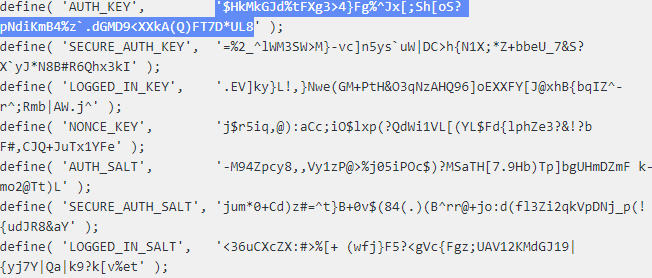 define( 'AUTH_KEY',         '$HkMkGJd%tFXg3>4}Fg%^Jx[;Sh[oS?
pNdiKmB4%z`.dGMD9<XXkA(Q)FT7D*UL8' );
define( 'SECURE_AUTH_KEY',  '=%2_^lWM3SW>M}-vc]n5ys`uW|DC>h{N1X;*Z+bbeU_7&S?
X`yJ*N8B#R6Qhx3kI' );
define( 'LOGGED_IN_KEY',    '.EV]ky}L!,}Nwe(GM+PtH&O3qNzAHQ96]oEXXFY[J@xhB{bqIZ^-
r^;Rmb|AW.j^' );
define( 'NONCE_KEY',        'j$r5iq,@):aCc;iO$lxp(?QdWi1VL[(YL$Fd{lphZe3?&!?b
F#,CJQ+JuTx1YFe' );
define( 'AUTH_SALT',        '-M94Zpcy8,,Vy1zP@>%j05iPOc$)?MSaTH[7.9Hb)Tp]bgUHmDZmF k-
mo2@Tt)L' );
define( 'SECURE_AUTH_SALT', 'jum*0+Cd)z#=^t}B+0v$(84(.)(B^rr@+jo:d(fl3Zi2qkVpDNj_p(!
{udJR8&aY' );
define( 'LOGGED_IN_SALT',   '<36uCXcZX:#>%[+ (wfj}F5?<gVc{Fgz;UAV12KMdGJ19|
{yj7Y|Qa|k9?k[v%et' );